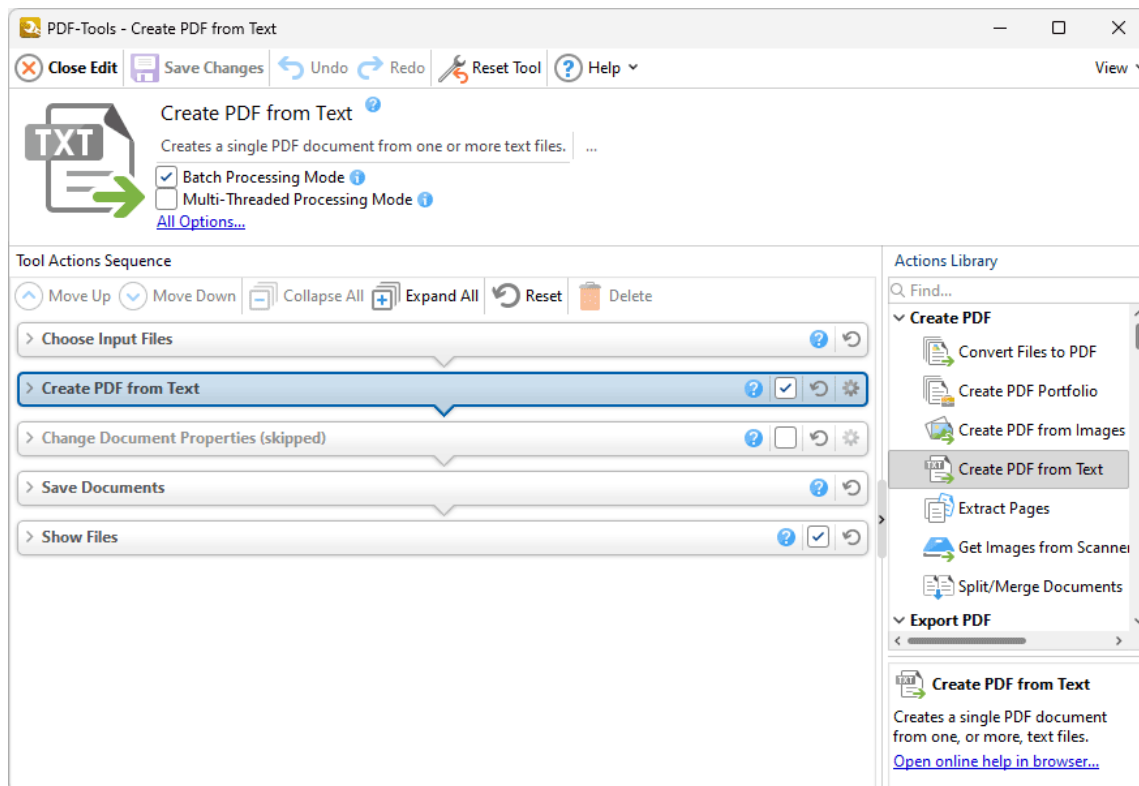 PDF-Tools - Create PDF from Text
Close Edit Save Changes Undo Redo Reset Tool ? Help View
TXT
Create PDF from Text ?
Creates a single PDF document from one or more text files. ...
Batch Processing Mode i
Multi-Threaded Processing Mode i
All Options...
Tool Actions Sequence
Move Up Move Down Collapse All Expand All Reset Delete
Choose Input Files ?
Create PDF from Text ?
Change Document Properties (skipped) ?
Save Documents ?
Show Files ?
Actions Library
Find...
Create PDF
Convert Files to PDF
Create PDF Portfolio
Create PDF from Images
TXT Create PDF from Text
Extract Pages
Get Images from Scanner
Split/Merge Documents
Export PDF
TXT Create PDF from Text
Creates a single PDF document
from one, or more, text files.
Open online help in browser...